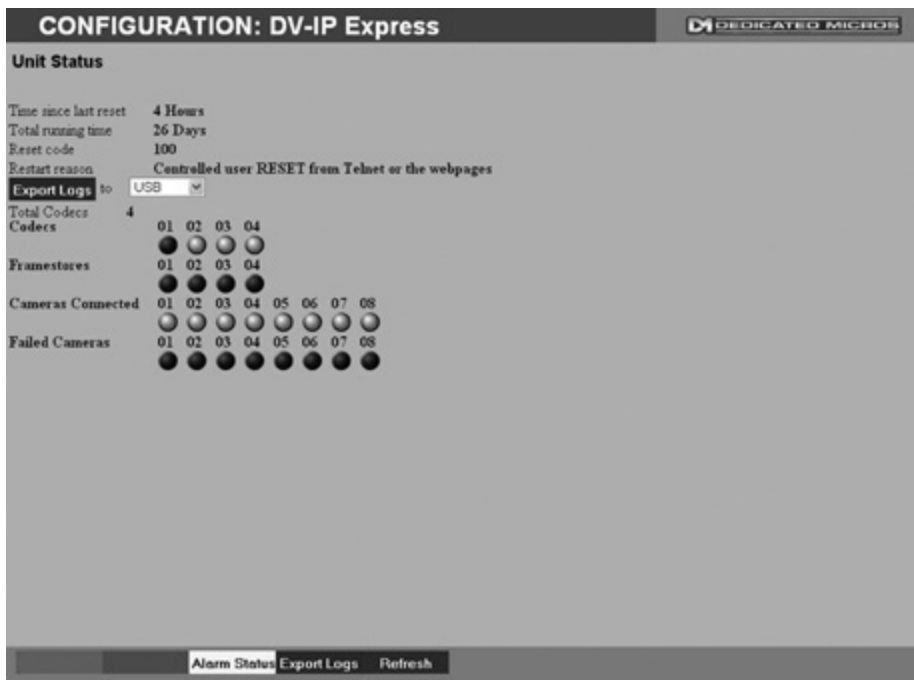 CONFIGURATION: DV-IP Express
DM DEDICATED MICROS
Unit Status
Time since last reset 4 Hours
Total running time 26 Days
Reset code 100
Restart reason Controlled user RESET from Telnet or the webpages
Export Logs to USB
Total Codecs 4
Codecs 01 02 03 04
Framestores 01 02 03 04
Cameras Connected 01 02 03 04 05 06 07 08
Failed Cameras 01 02 03 04 05 06 07 08
Alarm Status Export Logs Refresh